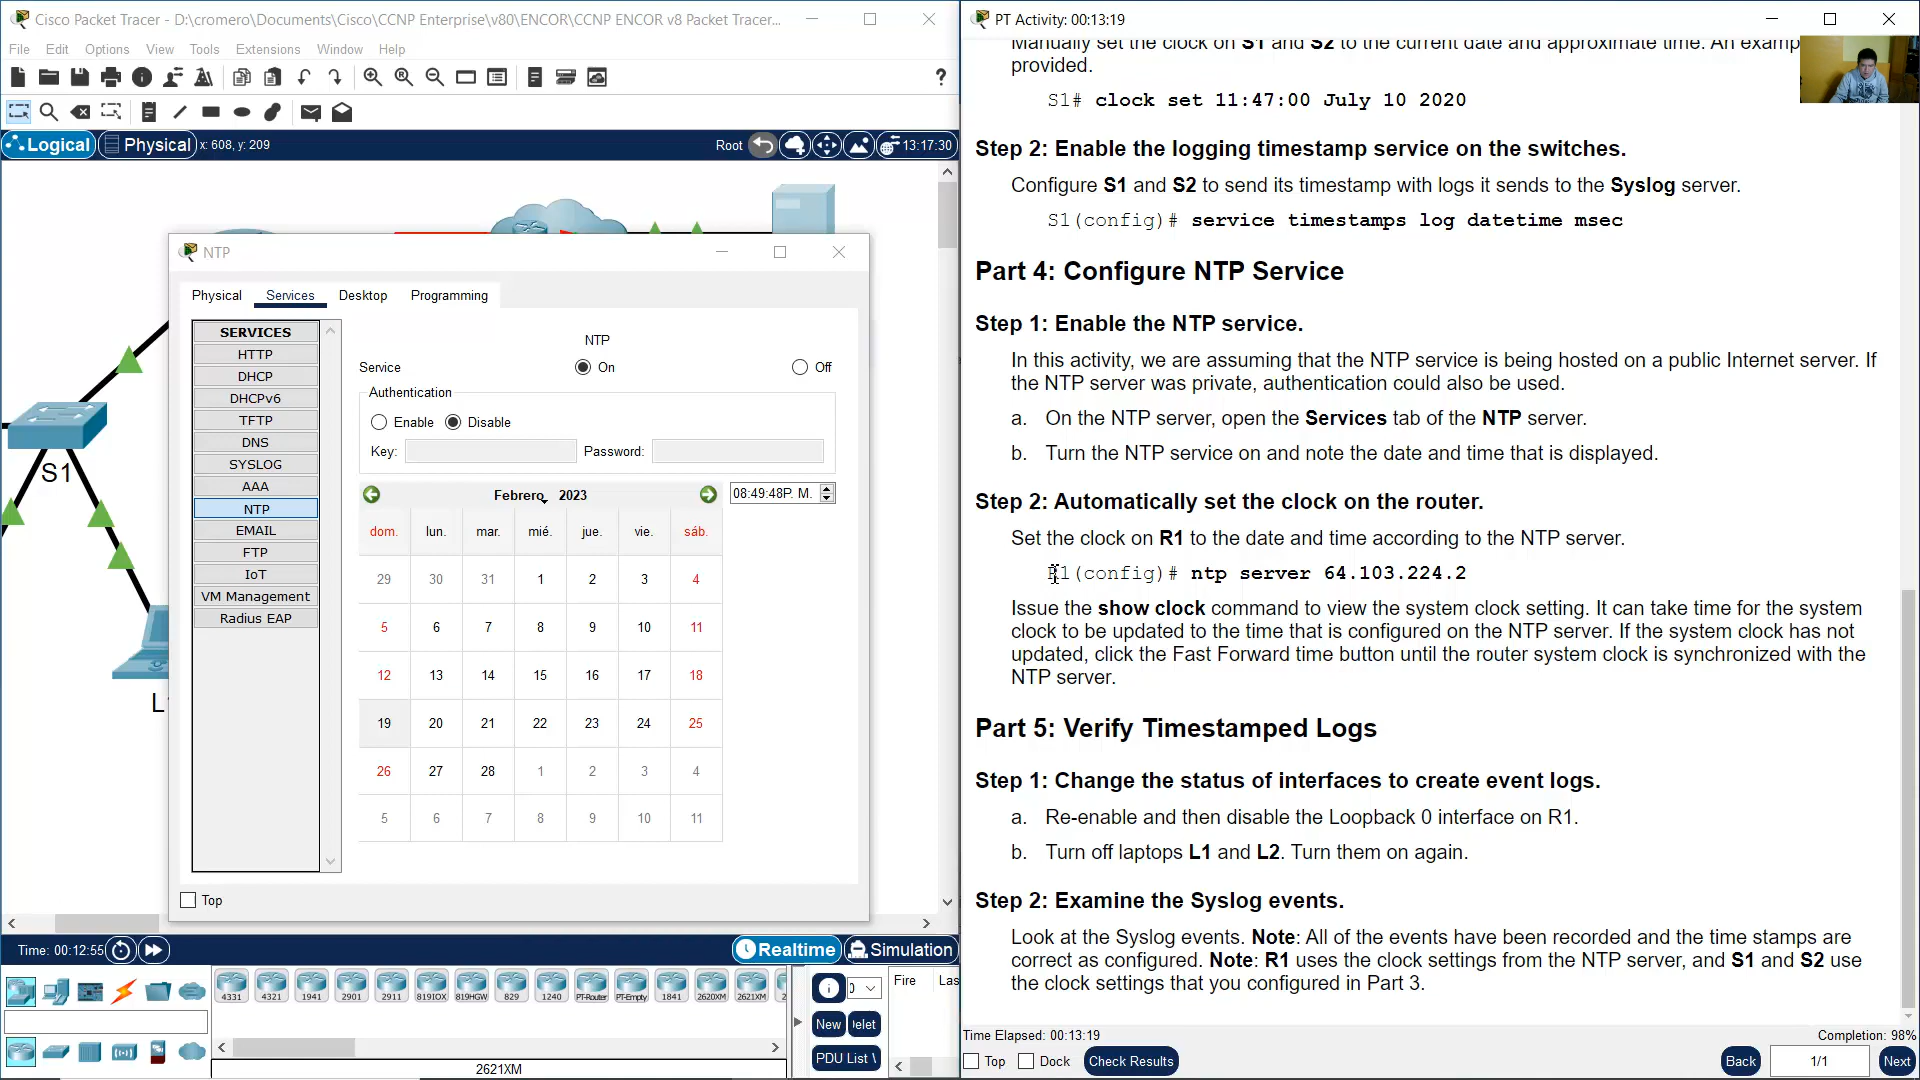 Cisco Packet Tracer - D:\cromero\Documents\Cisco\CCNP Enterprise\v80\ENCOR\CCNP ENCOR v8 Packet Tracer...
File Edit Options View Tools Extensions Window Help
?
Logical Physical x: 608, y: 209 Root 13:17:30
S1
NTP
Physical Services Desktop Programming
SERVICES
HTTP
DHCP
DHCPv6
TFTP
DNS
SYSLOG
AAA
NTP
EMAIL
FTP
IoT
VM Management
Radius EAP
NTP
Service On Off
Authentication
Enable Disable
Key: Password:
Febrero 2023 08:49:48P. M.
dom. lun. mar. mié. jue. vie. sáb.
29 30 31 1 2 3 4
5 6 7 8 9 10 11
12 13 14 15 16 17 18
19 20 21 22 23 24 25
26 27 28 1 2 3 4
5 6 7 8 9 10 11
Top
Time: 00:12:55 Realtime Simulation
4331 4321 1941 2901 2911 819IOX 819HGW 829 1240 PT-Router PT-Empty 1841 2620XM 2621XM
2621XM
0
Fire Las
New
PDU List
PT Activity: 00:13:19
Manually set the clock on S1 and S2 to the current date and approximate time. An examp
provided.
S1# clock set 11:47:00 July 10 2020
Step 2: Enable the logging timestamp service on the switches.
Configure S1 and S2 to send its timestamp with logs it sends to the Syslog server.
S1(config)# service timestamps log datetime msec
Part 4: Configure NTP Service
Step 1: Enable the NTP service.
In this activity, we are assuming that the NTP service is being hosted on a public Internet server. If
the NTP server was private, authentication could also be used.
a. On the NTP server, open the Services tab of the NTP server.
b. Turn the NTP service on and note the date and time that is displayed.
Step 2: Automatically set the clock on the router.
Set the clock on R1 to the date and time according to the NTP server.
R1(config)# ntp server 64.103.224.2
Issue the show clock command to view the system clock setting. It can take time for the system
clock to be updated to the time that is configured on the NTP server. If the system clock has not
updated, click the Fast Forward time button until the router system clock is synchronized with the
NTP server.
Part 5: Verify Timestamped Logs
Step 1: Change the status of interfaces to create event logs.
a. Re-enable and then disable the Loopback 0 interface on R1.
b. Turn off laptops L1 and L2. Turn them on again.
Step 2: Examine the Syslog events.
Look at the Syslog events. Note: All of the events have been recorded and the time stamps are
correct as configured. Note: R1 uses the clock settings from the NTP server, and S1 and S2 use
the clock settings that you configured in Part 3.
Time Elapsed: 00:13:19 Completion: 98%
Top Dock Check Results Back 1/1 Next